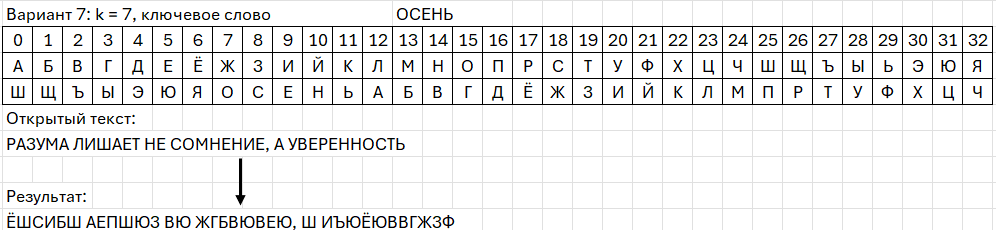 Вариант 7: k = 7, ключевое слово ОСЕНЬ
0 1 2 3 4 5 6 7 8 9 10 11 12 13 14 15 16 17 18 19 20 21 22 23 24 25 26 27 28 29 30 31 32
А Б В Г Д Е Ё Ж З И Й К Л М Н О П Р С Т У Ф Х Ц Ч Ш Щ Ъ Ы Ь Э Ю Я
Ш Щ Ъ Ы Э Ю Я О С Е Н Ь А Б В Г Д Ё Ж З И Й К Л М П Р Т У Ф Х Ц Ч
Открытый текст:
РАЗУМА ЛИШАЕТ НЕ СОМНЕНИЕ, А УВЕРЕННОСТЬ
Результат:
ЁШСИБШ АЕПШЮЗ ВЮ ЖГБВЮВЕЮ, Ш ИЪЮЁЮВВГЖЗФ